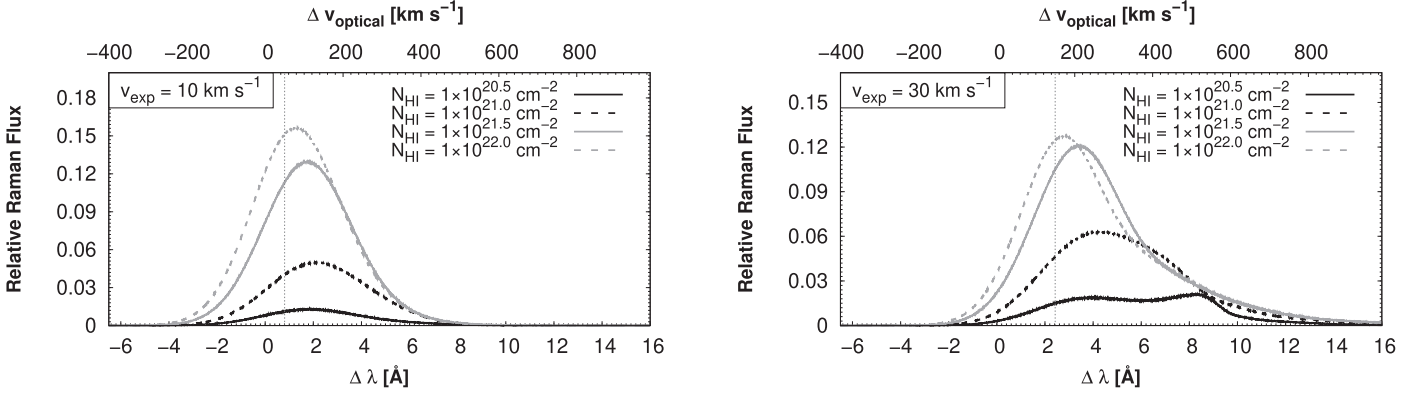 Δ v_optical [km s⁻¹]
−400 −200 0 200 400 600 800
v_exp = 10 km s⁻¹
N_HI = 1×10^20.5 cm⁻²
N_HI = 1×10^21.0 cm⁻²
N_HI = 1×10^21.5 cm⁻²
N_HI = 1×10^22.0 cm⁻²
Relative Raman Flux
0.18
0.15
0.12
0.09
0.06
0.03
0
−6 −4 −2 0 2 4 6 8 10 12 14 16
Δ λ [Å]
Δ v_optical [km s⁻¹]
−400 −200 0 200 400 600 800
v_exp = 30 km s⁻¹
N_HI = 1×10^20.5 cm⁻²
N_HI = 1×10^21.0 cm⁻²
N_HI = 1×10^21.5 cm⁻²
N_HI = 1×10^22.0 cm⁻²
Relative Raman Flux
0.15
0.12
0.09
0.06
0.03
0
−6 −4 −2 0 2 4 6 8 10 12 14 16
Δ λ [Å]